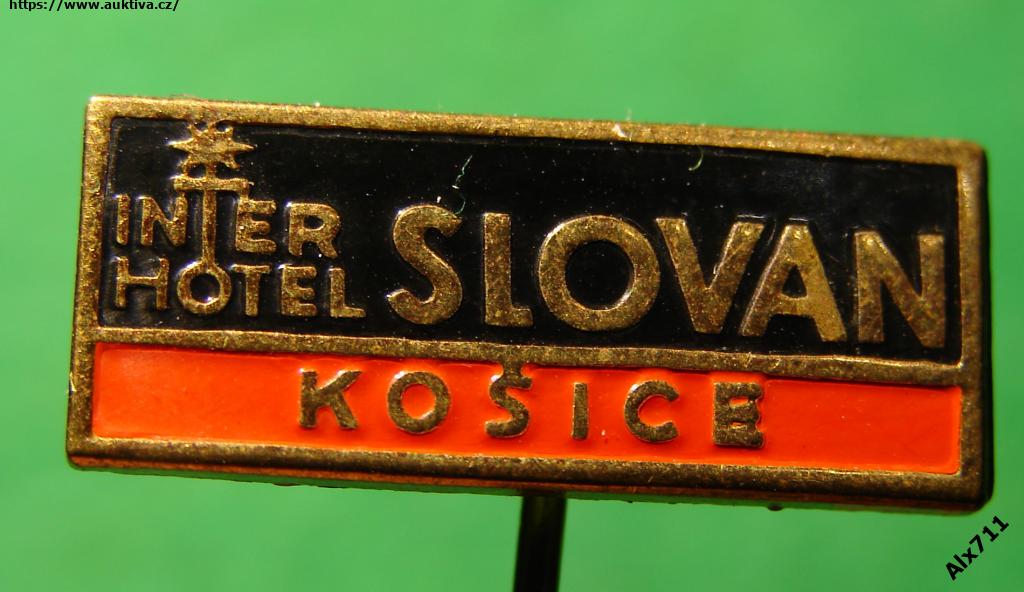 https://www.auktiva.cz/
INTER
HOTEL
SLOVAN
KOŠICE
Alx711